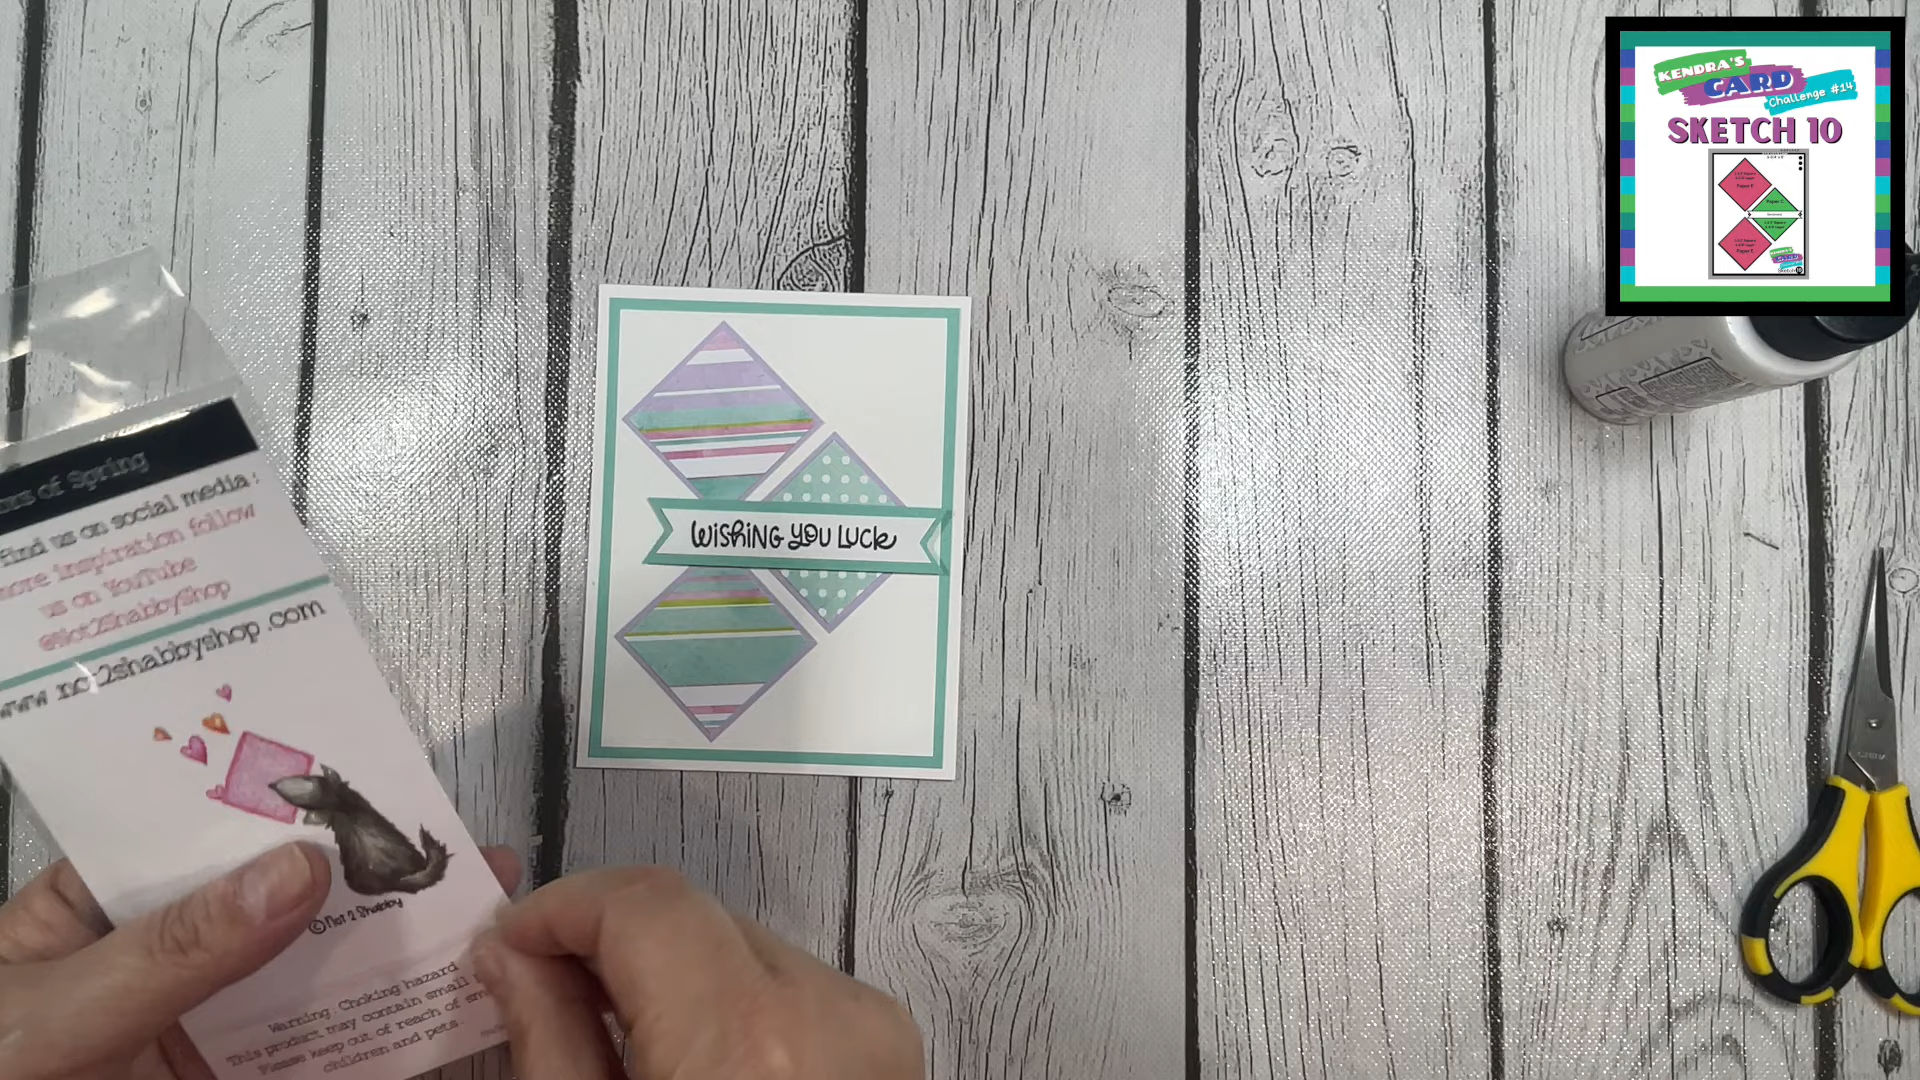 KENDRA'S
CARD
Challenge #14
SKETCH 10
of Spring
Find us on social media:
more inspiration follow
us on YouTube
@Not2ShabbyShop
www.not2shabbyshop.com
©Not 2 Shabby
Warning. Choking hazard
This product may contain small
Please keep out of reach of
children and pets.
WISHING YOU LUCK